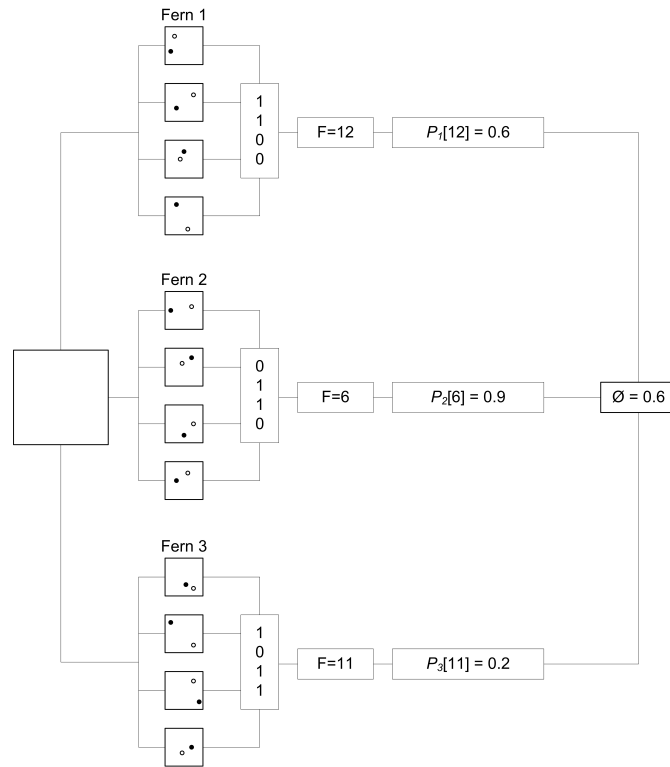 Fern 1
1
1
0
0
F=12
P1[12] = 0.6
Fern 2
0
1
1
0
F=6
P2[6] = 0.9
Ø = 0.6
Fern 3
1
0
1
1
F=11
P3[11] = 0.2